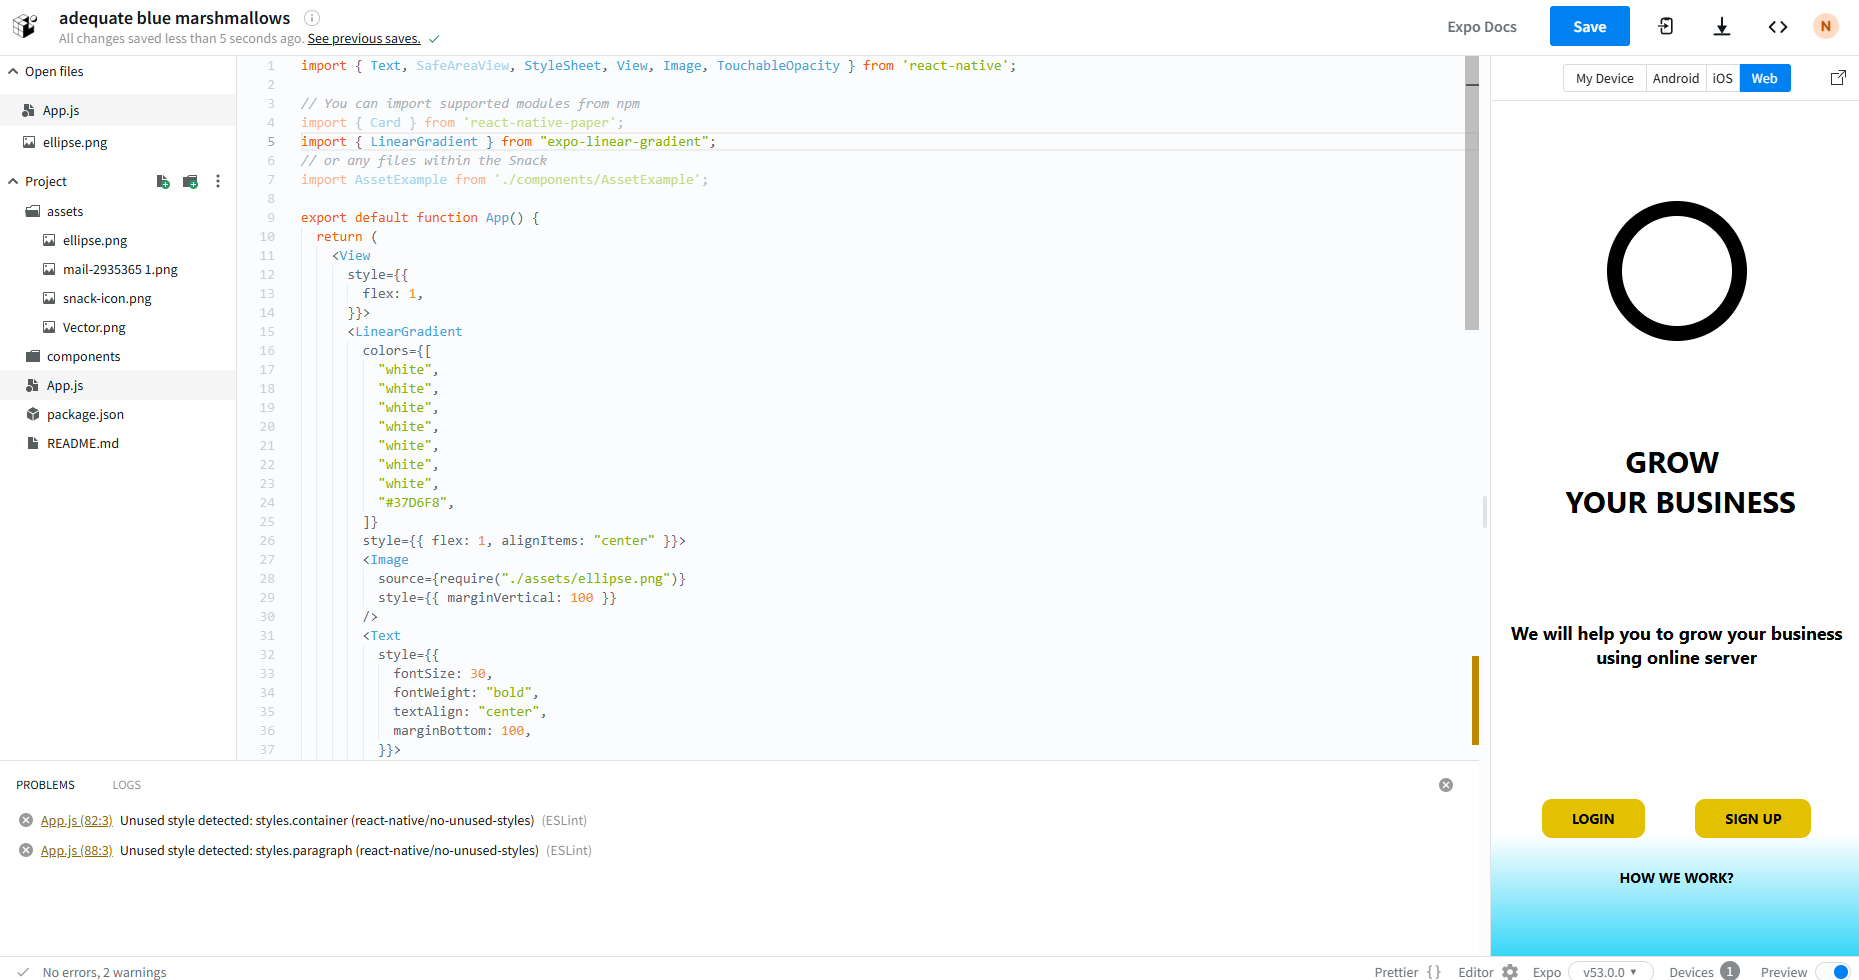 adequate blue marshmallows
All changes saved less than 5 seconds ago. See previous saves.
Expo Docs
Save
N
Open files
App.js
ellipse.png
Project
assets
ellipse.png
mail-2935365 1.png
snack-icon.png
Vector.png
components
App.js
package.json
README.md
1 import { Text, SafeAreaView, StyleSheet, View, Image, TouchableOpacity } from 'react-native';
2
3 // You can import supported modules from npm
4 import { Card } from 'react-native-paper';
5 import { LinearGradient } from "expo-linear-gradient";
6 // or any files within the Snack
7 import AssetExample from './components/AssetExample';
8
9 export default function App() {
10 return (
11 <View
12 style={{
13 flex: 1,
14 }}>
15 <LinearGradient
16 colors={[
17 "white",
18 "white",
19 "white",
20 "white",
21 "white",
22 "white",
23 "white",
24 "#37D6F8",
25 ]}
26 style={{ flex: 1, alignItems: "center" }}>
27 <Image
28 source={require("./assets/ellipse.png")}
29 style={{ marginVertical: 100 }}
30 />
31 <Text
32 style={{
33 fontSize: 30,
34 fontWeight: "bold",
35 textAlign: "center",
36 marginBottom: 100,
37 }}>
My Device
Android
iOS
Web
GROW
YOUR BUSINESS
We will help you to grow your business
using online server
LOGIN
SIGN UP
HOW WE WORK?
PROBLEMS
LOGS
App.js (82:3) Unused style detected: styles.container (react-native/no-unused-styles) (ESLint)
App.js (88:3) Unused style detected: styles.paragraph (react-native/no-unused-styles) (ESLint)
No errors, 2 warnings
Prettier { }
Editor
Expo
v53.0.0
Devices 1
Preview